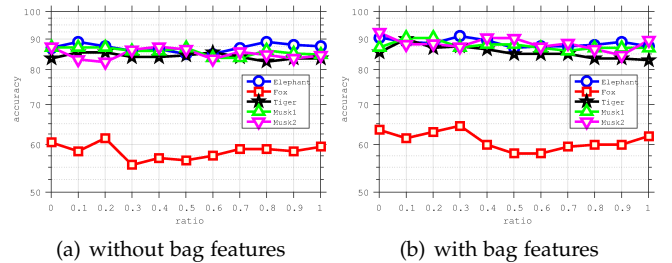 100
90
80
70
60
50
accuracy
Elephant
Fox
Tiger
Musk1
Musk2
0 0.1 0.2 0.3 0.4 0.5 0.6 0.7 0.8 0.9 1
ratio
(a) without bag features
100
90
80
70
60
50
accuracy
Elephant
Fox
Tiger
Musk1
Musk2
0 0.1 0.2 0.3 0.4 0.5 0.6 0.7 0.8 0.9 1
ratio
(b) with bag features